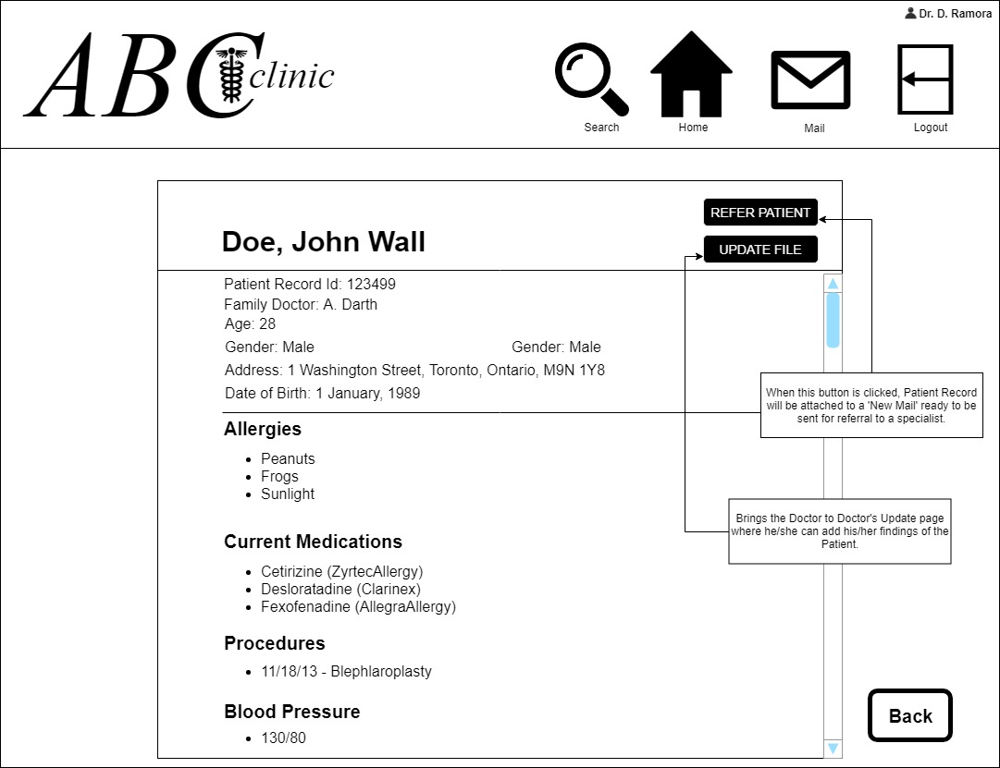 Dr. D. Ramora
ABC clinic
Search
Home
Mail
Logout
REFER PATIENT
Doe, John Wall
UPDATE FILE
Patient Record Id: 123499
Family Doctor: A. Darth
Age: 28
Gender: Male
Gender: Male
Address: 1 Washington Street, Toronto, Ontario, M9N 1Y8
Date of Birth: 1 January, 1989
When this button is clicked, Patient Record
will be attached to a 'New Mail' ready to be
sent for referral to a specialist.
Allergies
• Peanuts
• Frogs
• Sunlight
Brings the Doctor to Doctor's Update page
where he/she can add his/her findings of the
Patient.
Current Medications
• Cetirizine (ZyrtecAllergy)
• Desloratadine (Clarinex)
• Fexofenadine (AllegraAllergy)
Procedures
• 11/18/13 - Blephlaroplasty
Blood Pressure
• 130/80
Back